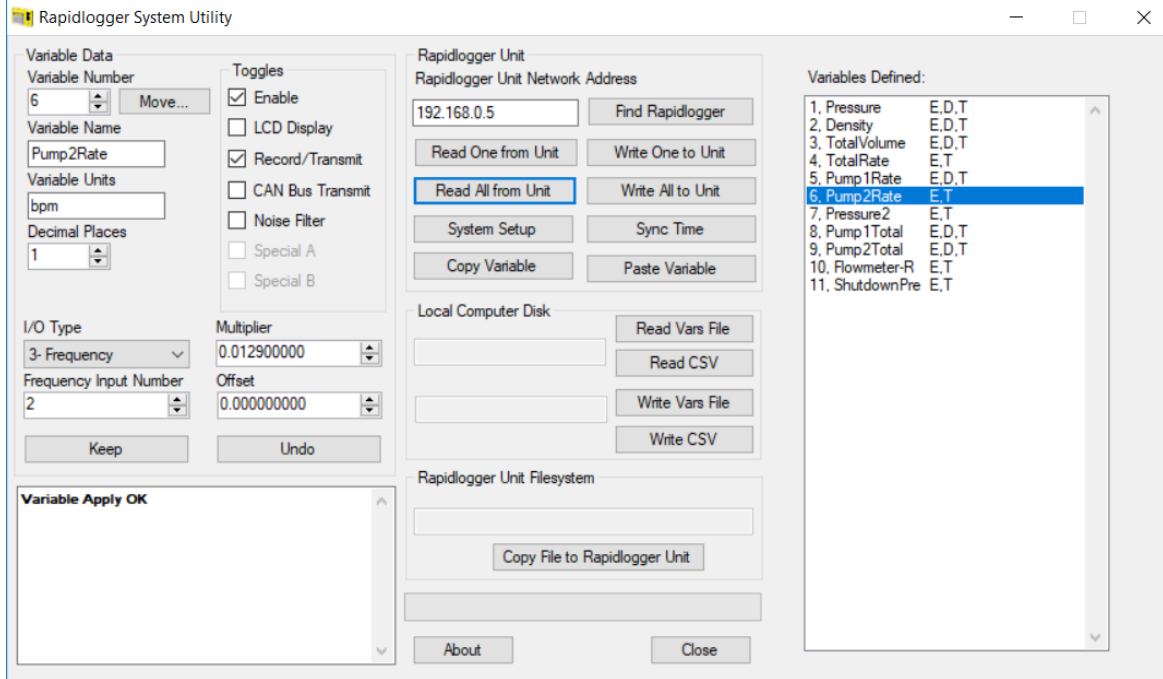 Rapidlogger System Utility
Variable Data
Variable Number
6
Move...
Variable Name
Pump2Rate
Variable Units
bpm
Decimal Places
1
Toggles
Enable
LCD Display
Record/Transmit
CAN Bus Transmit
Noise Filter
Special A
Special B
I/O Type
3- Frequency
Multiplier
0.012900000
Frequency Input Number
2
Offset
0.000000000
Keep
Undo
Variable Apply OK
Rapidlogger Unit
Rapidlogger Unit Network Address
192.168.0.5
Find Rapidlogger
Read One from Unit
Write One to Unit
Read All from Unit
Write All to Unit
System Setup
Sync Time
Copy Variable
Paste Variable
Local Computer Disk
Read Vars File
Read CSV
Write Vars File
Write CSV
Rapidlogger Unit Filesystem
Copy File to Rapidlogger Unit
About
Close
Variables Defined:
1, Pressure E,D,T
2, Density E,D,T
3, TotalVolume E,D,T
4, TotalRate E,T
5, Pump1Rate E,D,T
6, Pump2Rate E,T
7, Pressure2 E,T
8, Pump1Total E,D,T
9, Pump2Total E,D,T
10, Flowmeter-R E,T
11, ShutdownPre E,T